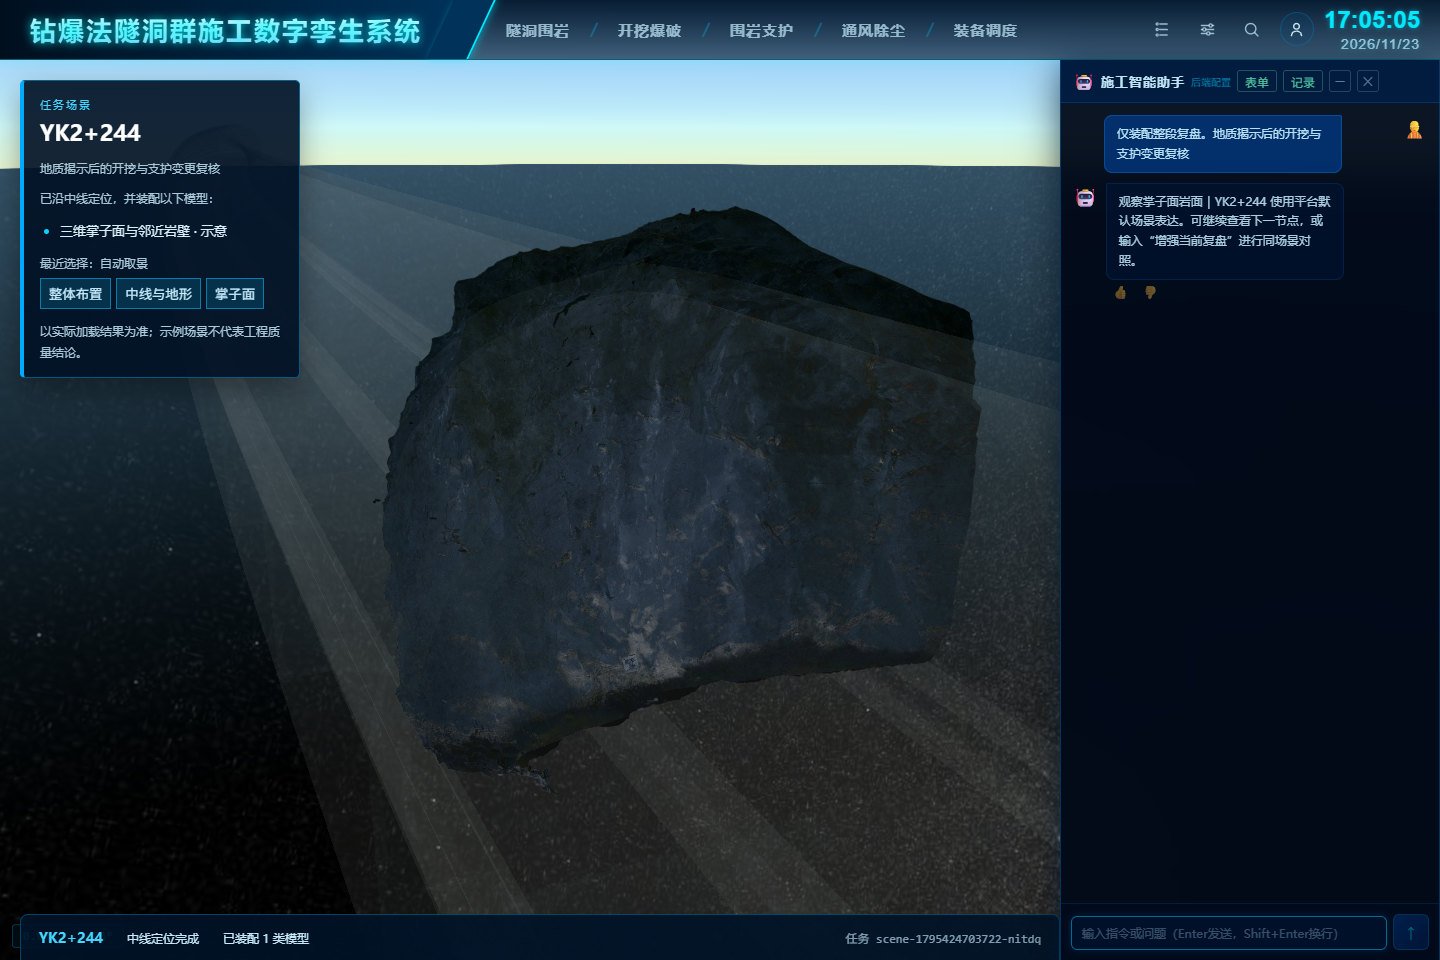 钻爆法隧洞群施工数字孪生系统
隧洞围岩 / 开挖爆破 / 围岩支护 / 通风除尘 / 装备调度
17:05:05
2026/11/23
任务场景
YK2+244
地质揭示后的开挖与支护变更复核
已沿中线定位，并装配以下模型：
三维掌子面与邻近岩壁 · 示意
最近选择：自动取景
整体布置 中线与地形 掌子面
以实际加载结果为准；示例场景不代表工程质
量结论。
施工智能助手 后端配置 表单 记录
仅装配整段复盘。地质揭示后的开挖与
支护变更复核
观察掌子面岩面 | YK2+244 使用平台默
认场景表达。可继续查看下一节点，或
输入“增强当前复盘”进行同场景对
照。
YK2+244 中线定位完成 已装配 1 类模型 任务 scene-1795424703722-nitdq
输入指令或问题（Enter发送，Shift+Enter换行）